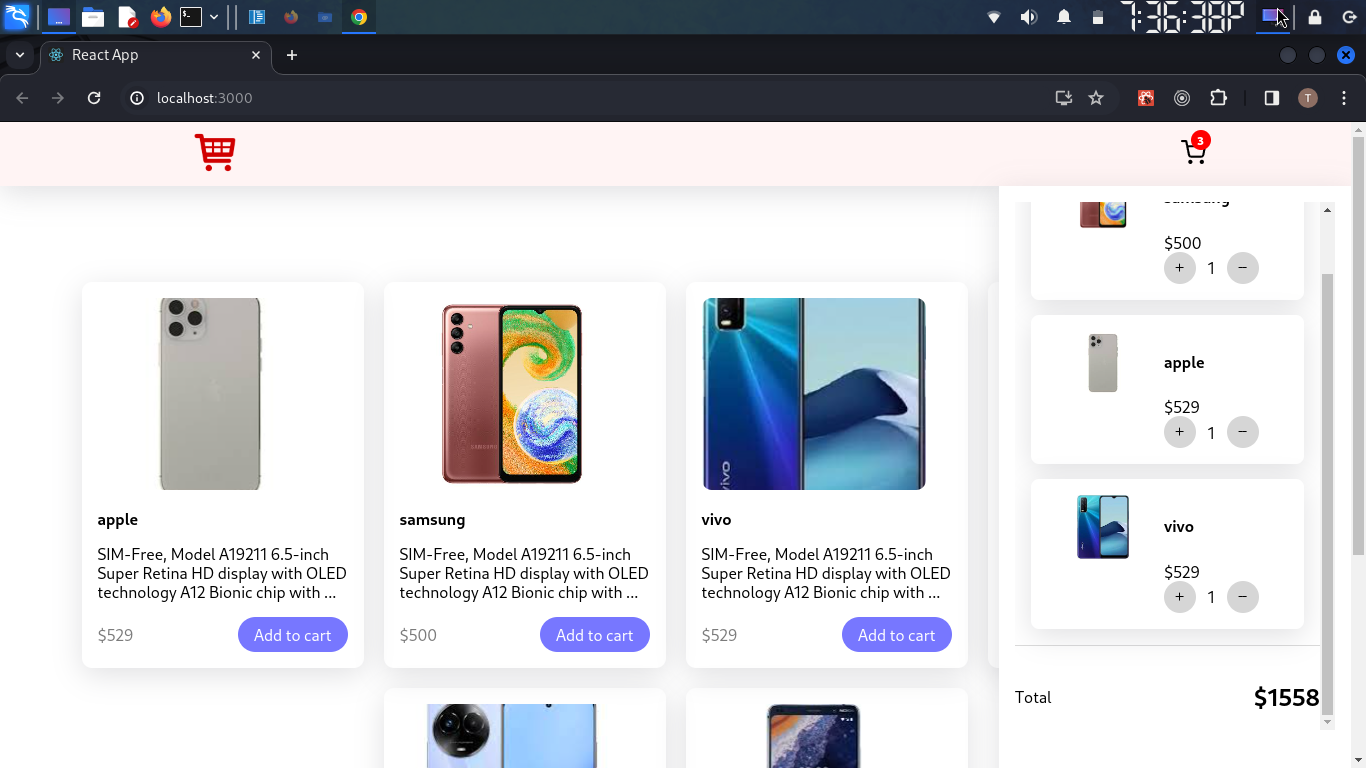 7:36:30P
React App
localhost:3000
T
3
apple
SIM-Free, Model A19211 6.5-inch
Super Retina HD display with OLED
technology A12 Bionic chip with ...
$529
Add to cart
SAMSUNG
samsung
SIM-Free, Model A19211 6.5-inch
Super Retina HD display with OLED
technology A12 Bionic chip with ...
$500
Add to cart
vivo
vivo
SIM-Free, Model A19211 6.5-inch
Super Retina HD display with OLED
technology A12 Bionic chip with ...
$529
Add to cart
NOKIA
samsung
$500
+ 1 −
apple
$529
+ 1 −
vivo
$529
+ 1 −
Total
$1558